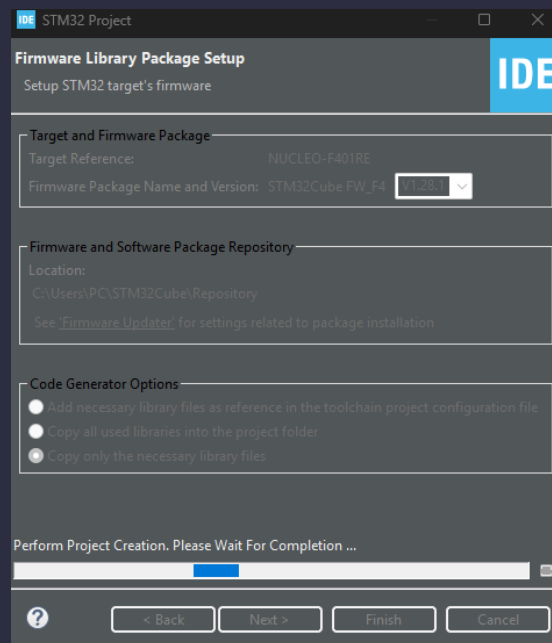 IDE STM32 Project
Firmware Library Package Setup
Setup STM32 target's firmware
IDE
Target and Firmware Package
Target Reference: NUCLEO-F401RE
Firmware Package Name and Version: STM32Cube FW_F4 V1.28.1
Firmware and Software Package Repository
Location:
C:\Users\PC\STM32Cube\Repository
See 'Firmware Updater' for settings related to package installation
Code Generator Options
Add necessary library files as reference in the toolchain project configuration file
Copy all used libraries into the project folder
Copy only the necessary library files
Perform Project Creation. Please Wait For Completion ...
? < Back Next > Finish Cancel